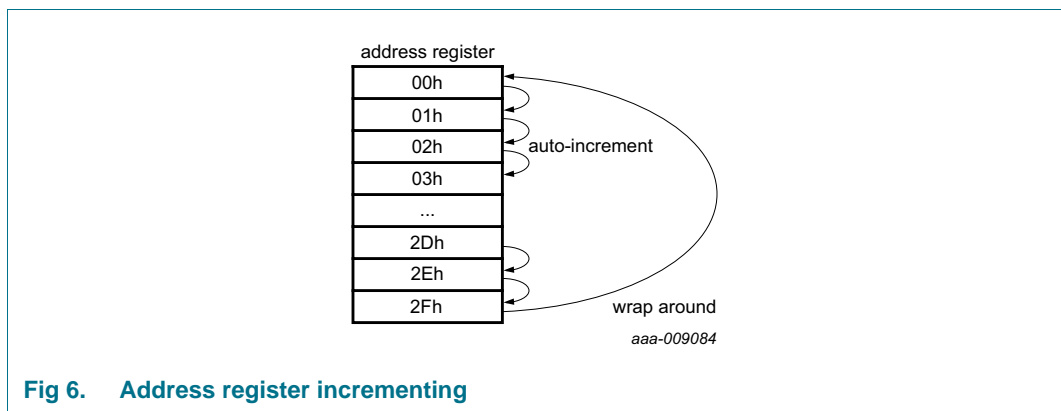 address register
00h
01h
02h
auto-increment
03h
...
2Dh
2Eh
2Fh
wrap around
aaa-009084
Fig 6. Address register incrementing